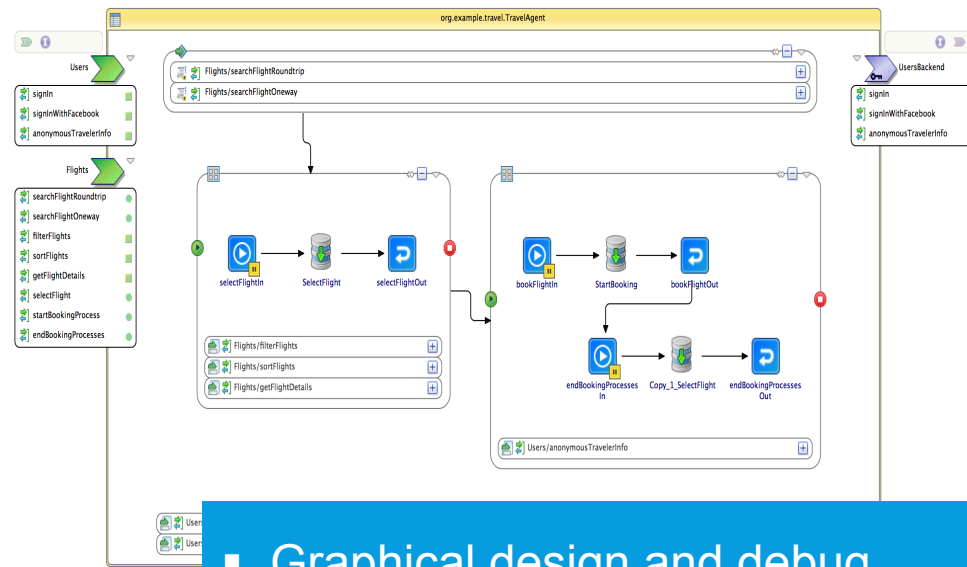 org.example.travel.TravelAgent
Users
signIn
signInWithFacebook
anonymousTravelerInfo
Flights
searchFlightRoundtrip
searchFlightOneway
filterFlights
sortFlights
getFlightDetails
selectFlight
startBookingProcess
endBookingProcesses
Flights/searchFlightRoundtrip
Flights/searchFlightOneway
selectFlightIn
SelectFlight
selectFlightOut
Flights/filterFlights
Flights/sortFlights
Flights/getFlightDetails
bookFlightIn
StartBooking
bookFlightOut
endBookingProcesses
In
Copy_1_SelectFlight
endBookingProcesses
Out
Users/anonymousTravelerInfo
UsersBackend
signIn
signInWithFacebook
anonymousTravelerInfo
Graphical design and debug